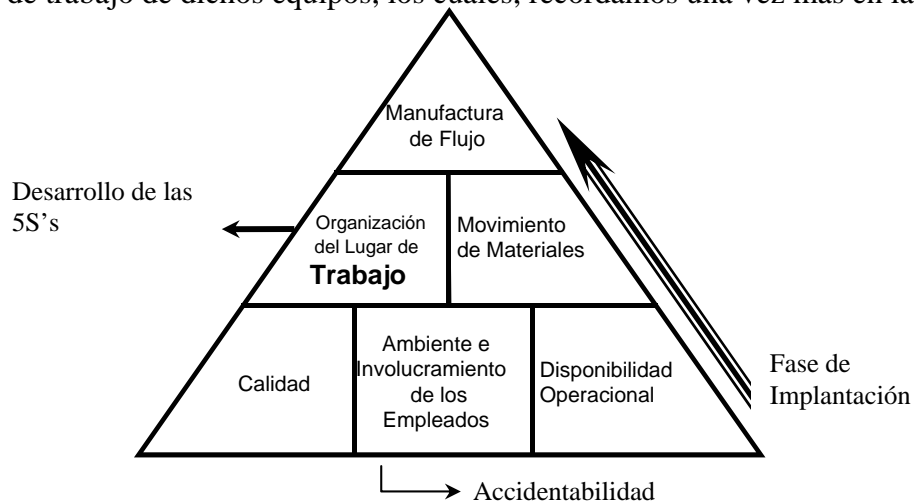 de trabajo de dichos equipos, los cuales, recordamos una vez más en la
Manufactura
de Flujo
Desarrollo de las
5S's
Organización
del Lugar de
Trabajo
Movimiento
de Materiales
Calidad
Ambiente e
Involucramiento
de los
Empleados
Disponibilidad
Operacional
Fase de
Implantación
Accidentabilidad